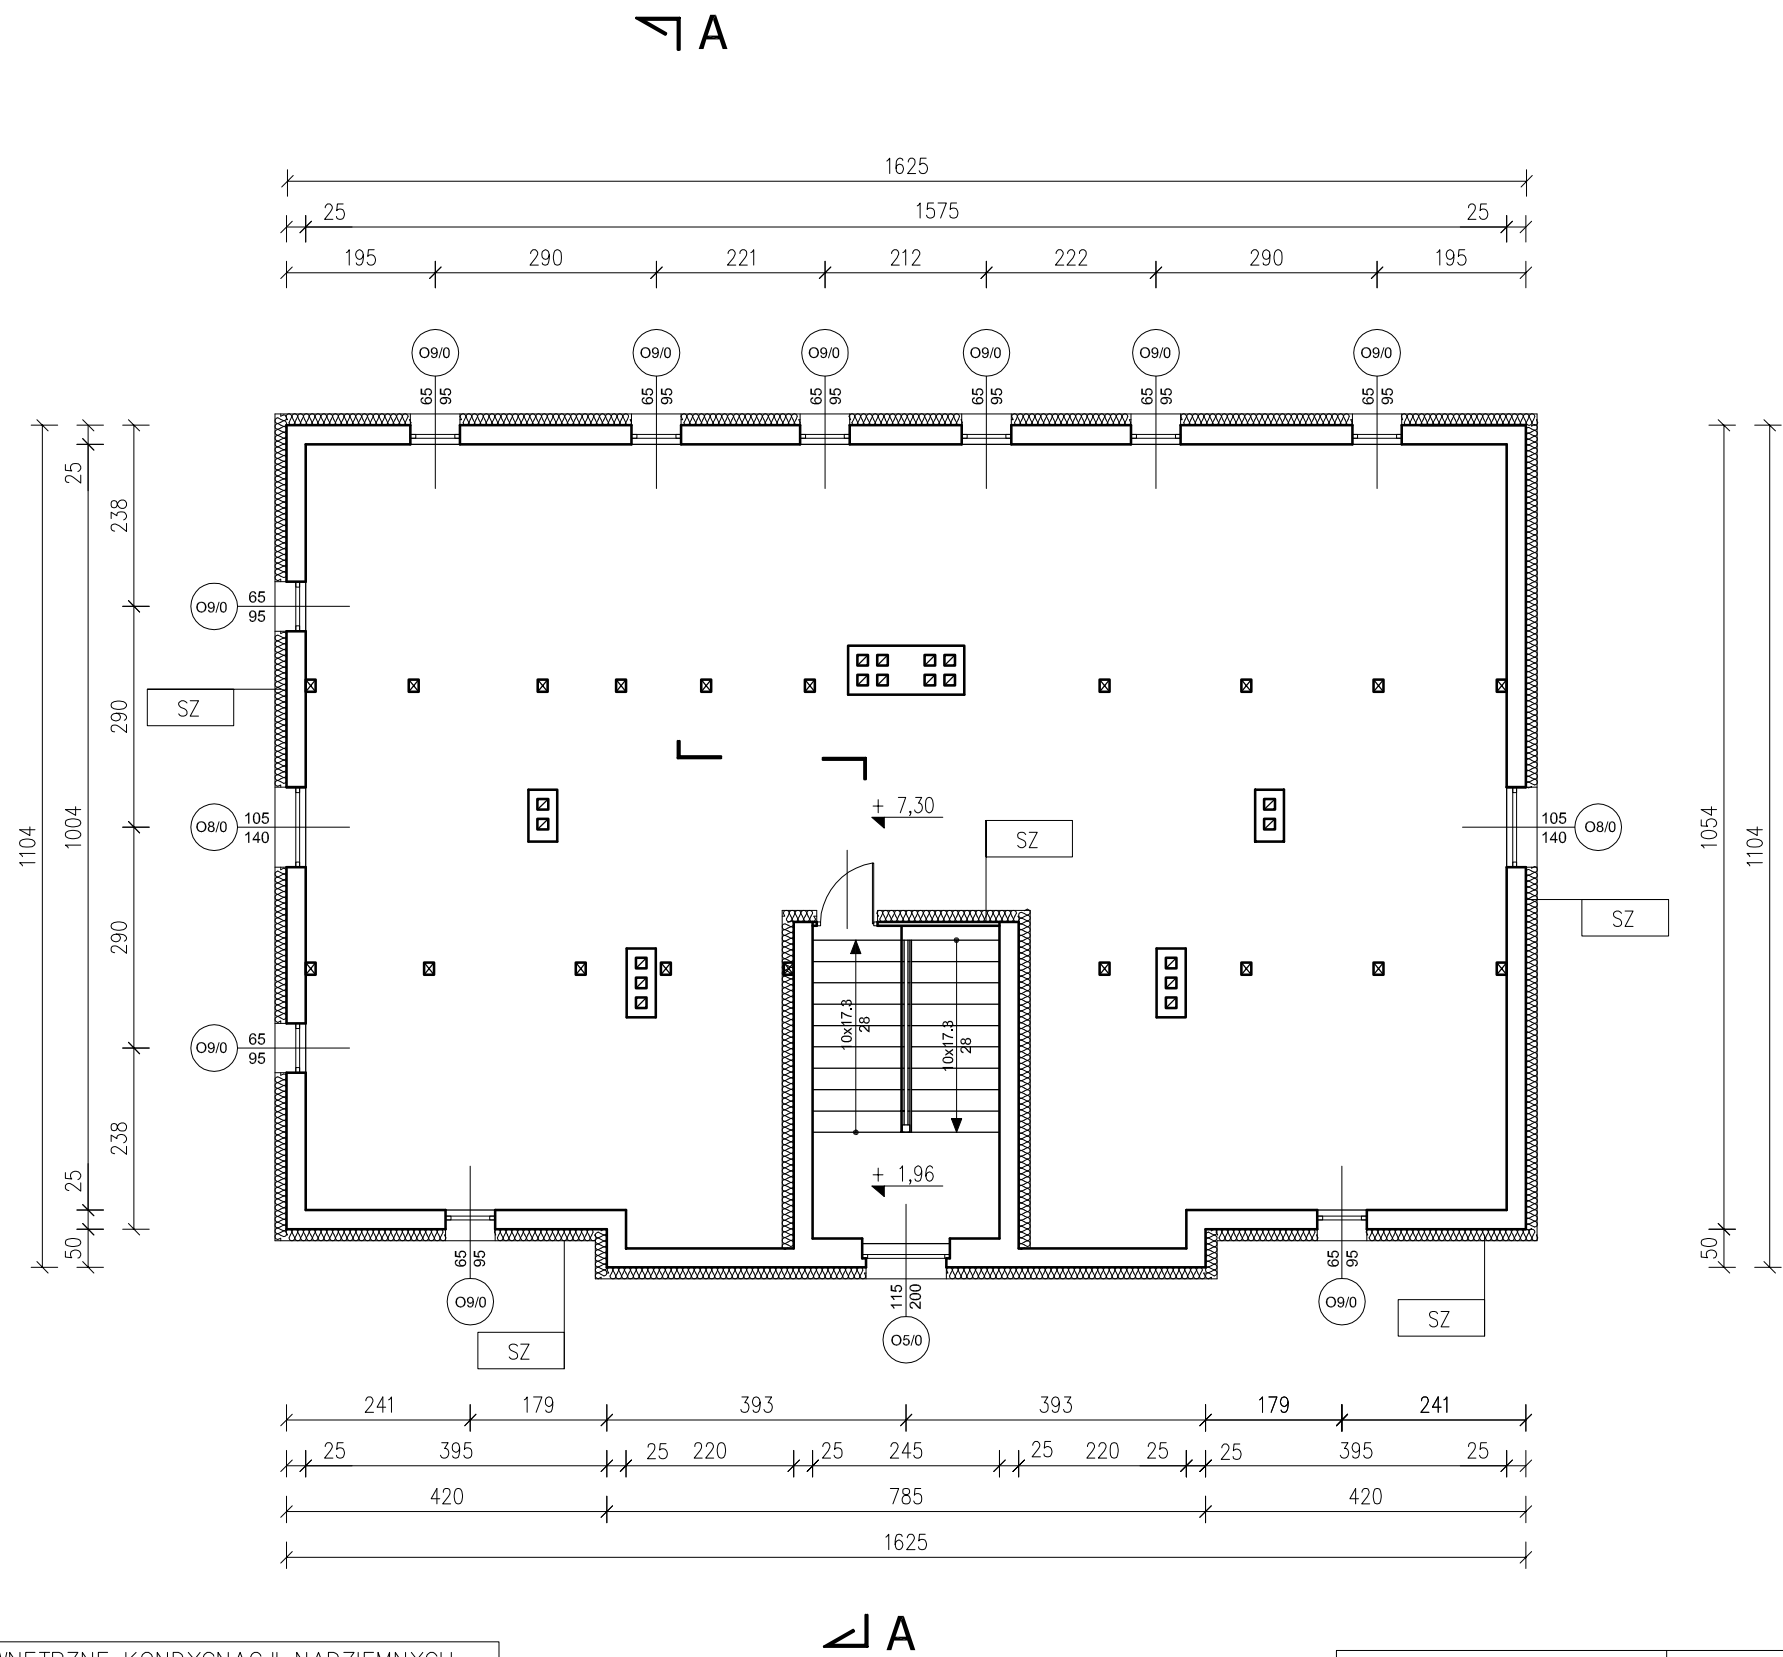 A
1625
25 1575 25
195 290 221 212 222 290 195
O9/0 O9/0 O9/0 O9/0 O9/0 O9/0
65 95 65 95 65 95 65 95 65 95 65 95
1104
25
1004
25
50
238
290
290
238
O9/0 65 95
SZ
O8/0 105 140
O9/0 65 95
+ 7,30
SZ
10x17.3 28
10x17.3 28
+ 1,96
105 140 O8/0
SZ
1054
50
1104
65 95
O9/0
SZ
115 200
O5/0
65 95
O9/0
SZ
241 179 393 393 179 241
25 395 25 220 25 245 25 220 25 25 395 25
420 785 420
1625
A
KONDYGNACJI NADZIEMNYCH